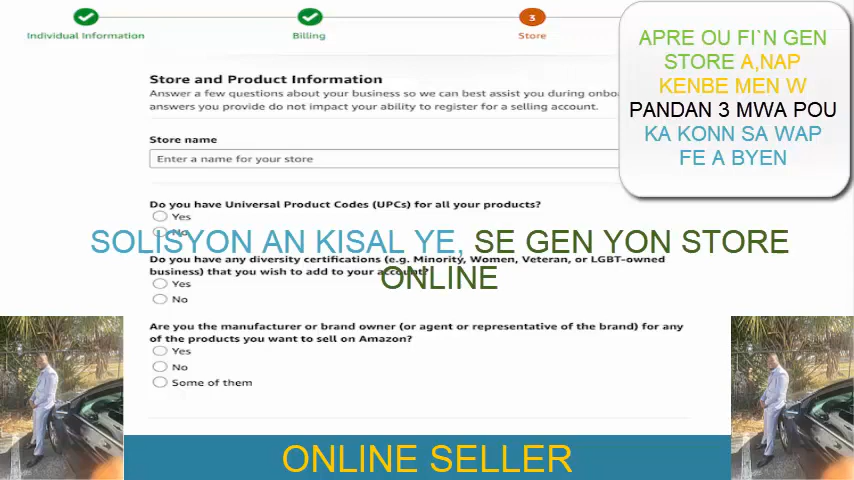 Individual Information
Billing
3
Store
APRE OU FI`N GEN
STORE A,NAP
KENBE MEN W
PANDAN 3 MWA POU
KA KONN SA WAP
FE A BYEN
Store and Product Information
Answer a few questions about your business so we can best assist you during onbo
answers you provide do not impact your ability to register for a selling account.
Store name
Enter a name for your store
Do you have Universal Product Codes (UPCs) for all your products?
Yes
No
SOLISYON AN KISAL YE, SE GEN YON STORE
ONLINE
Do you have any diversity certifications (e.g. Minority, Women, Veteran, or LGBT-owned
business) that you wish to add to your account?
Yes
No
Are you the manufacturer or brand owner (or agent or representative of the brand) for any
of the products you want to sell on Amazon?
Yes
No
Some of them
ONLINE SELLER